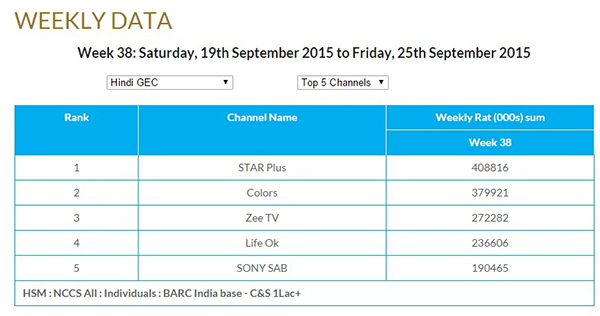 WEEKLY DATA
Week 38: Saturday, 19th September 2015 to Friday, 25th September 2015
Hindi GEC Top 5 Channels
Rank Channel Name Weekly Rat (000s) sum
Week 38
1 STAR Plus 408816
2 Colors 379921
3 Zee TV 272282
4 Life Ok 236606
5 SONY SAB 190465
HSM : NCCS All : Individuals : BARC India base - C&S 1Lac+